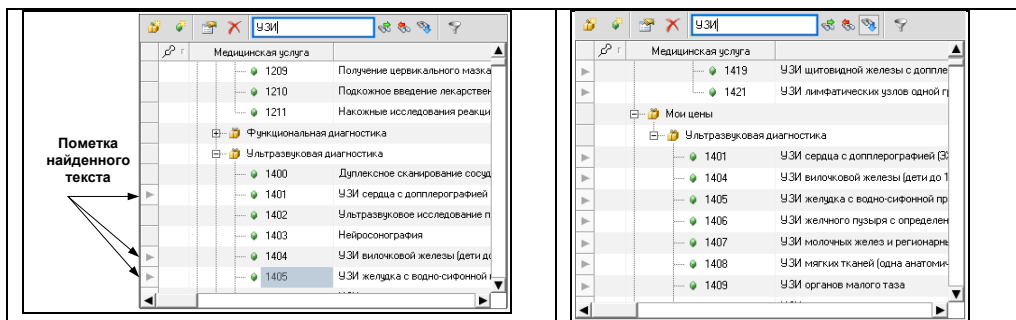 УЗИ
Медицинская услуга
1209 Получение цервикального мазка
1210 Подкожное введение лекарствен
1211 Накожные исследования реакци
Функциональная диагностика
Ультразвуковая диагностика
1400 Дуплексное сканирование сосуд
1401 УЗИ сердца с допплерографией
1402 Ультразвуковое исследование п
1403 Нейросонография
1404 УЗИ вилочковой железы (дети до
1405 УЗИ желудка с водно-сифонной
Пометка
найденного
текста
УЗИ
Медицинская услуга
1419 УЗИ щитовидной железы с доппле
1421 УЗИ лимфатических узлов одной
Мои цены
Ультразвуковая диагностика
1401 УЗИ сердца с допплерографией
1404 УЗИ вилочковой железы (дети до 1
1405 УЗИ желудка с водно-сифонной пр
1406 УЗИ желчного пузыря с определен
1407 УЗИ молочных желез и регионарн
1408 УЗИ мягких тканей (одна анатоми
1409 УЗИ органов малого таза